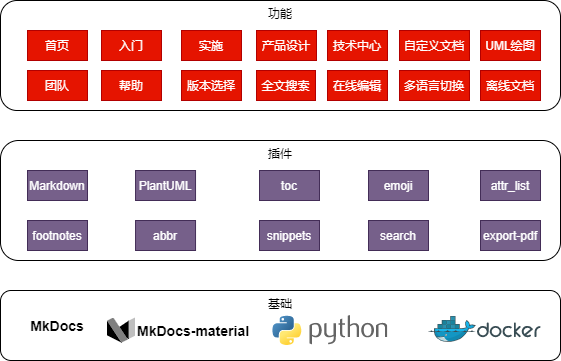 功能
首页 入门 实施 产品设计 技术中心 自定义文档 UML绘图
团队 帮助 版本选择 全文搜索 在线编辑 多语言切换 离线文档
插件
Markdown PlantUML toc emoji attr_list
footnotes abbr snippets search export-pdf
基础
MkDocs MkDocs-material python docker